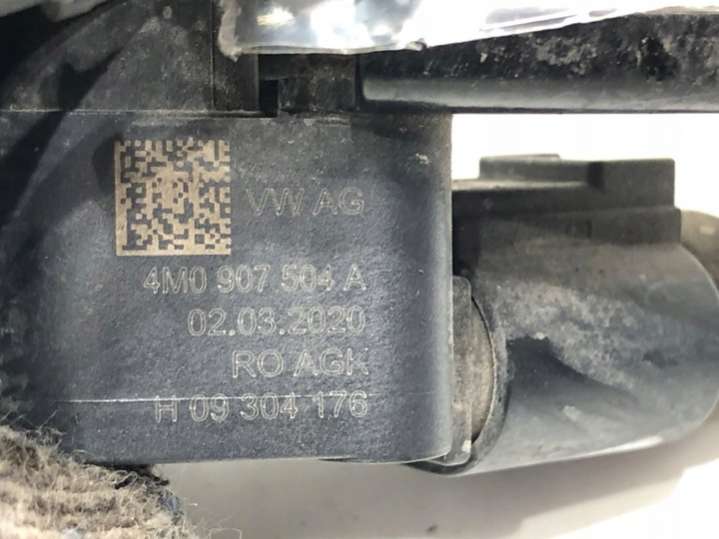 VW AG
4M0 907 504 A
02.03.2020
RO AGK
H 09 304 176